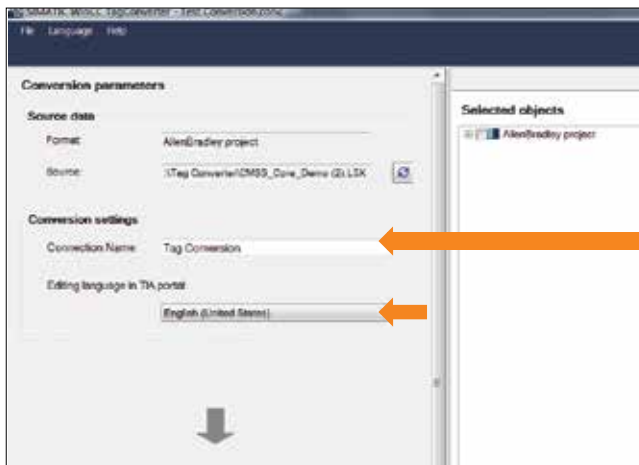 SIMATIC WinCC TagConverter - Test Conversion.zone
File Language Help
Conversion parameters
Source data
Format: AllenBradley project
Source: :\Tag Converter\CMSS_Core_Demo (2).L5X
Conversion settings
Connection Name: Tag Conversion
Editing language in TIA portal
English (United States)
Selected objects
AllenBradley project